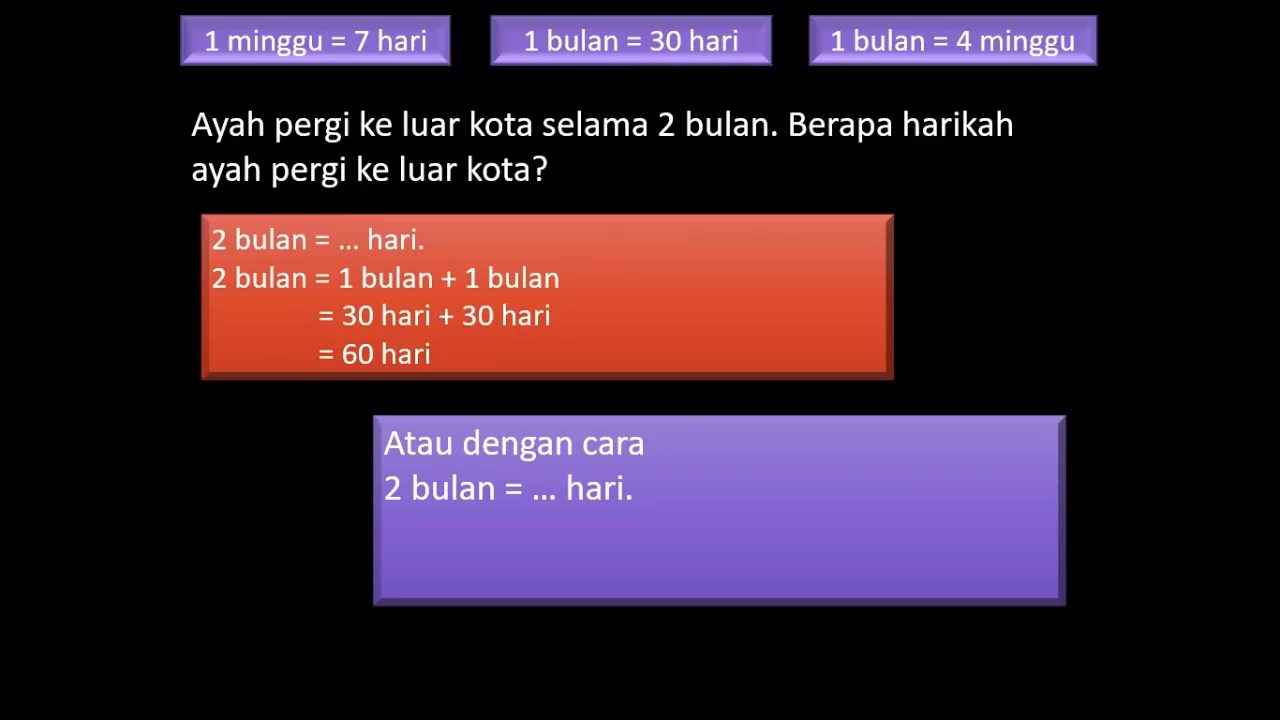 1 minggu = 7 hari
1 bulan = 30 hari
1 bulan = 4 minggu
Ayah pergi ke luar kota selama 2 bulan. Berapa harikah
ayah pergi ke luar kota?
2 bulan = ... hari.
2 bulan = 1 bulan + 1 bulan
= 30 hari + 30 hari
= 60 hari
Atau dengan cara
2 bulan = ... hari.